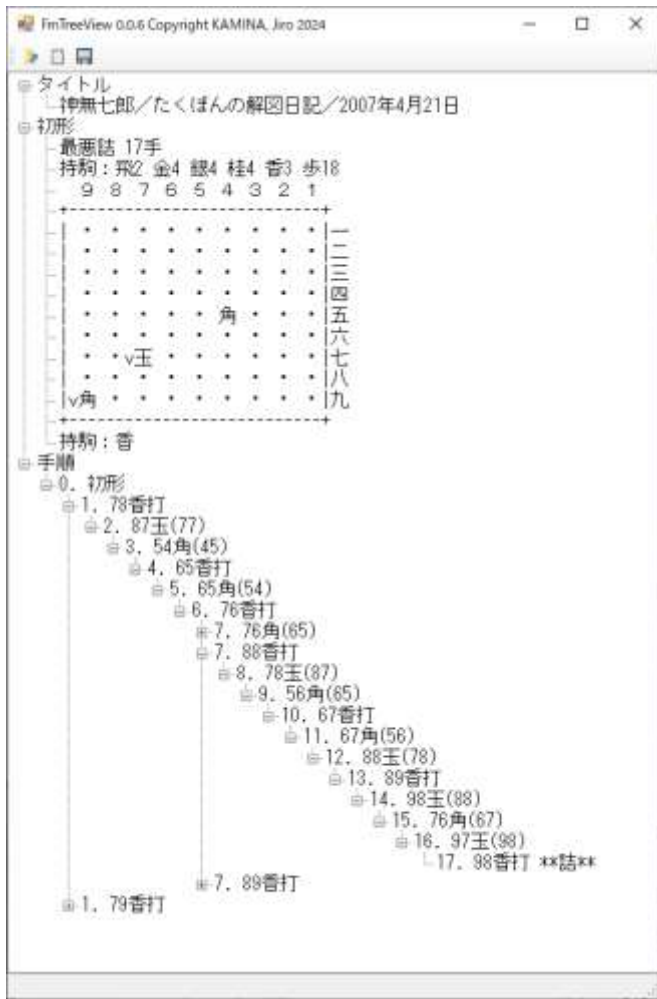 FmTreeView 0.0.6 Copyright KAMINA, Jiro 2024
タイトル
神無七郎／たくぼんの解図日記／2007年4月21日
初形
最悪詰 17手
持駒：飛2 金4 銀4 桂4 香3 歩18
９ ８ ７ ６ ５ ４ ３ ２ １
+---------------------------+
| ・ ・ ・ ・ ・ ・ ・ ・ ・|一
| ・ ・ ・ ・ ・ ・ ・ ・ ・|二
| ・ ・ ・ ・ ・ ・ ・ ・ ・|三
| ・ ・ ・ ・ ・ ・ ・ ・ ・|四
| ・ ・ ・ ・ ・ 角 ・ ・ ・|五
| ・ ・ ・ ・ ・ ・ ・ ・ ・|六
| ・ ・v玉 ・ ・ ・ ・ ・ ・|七
| ・ ・ ・ ・ ・ ・ ・ ・ ・|八
|v角 ・ ・ ・ ・ ・ ・ ・ ・|九
+---------------------------+
持駒：香
手順
0. 初形
1. 78香打
2. 87玉(77)
3. 54角(45)
4. 65香打
5. 65角(54)
6. 76香打
7. 76角(65)
7. 88香打
8. 78玉(87)
9. 56角(65)
10. 67香打
11. 67角(56)
12. 88玉(78)
13. 89香打
14. 98玉(88)
15. 76角(67)
16. 97玉(98)
17. 98香打 **詰**
7. 89香打
1. 79香打